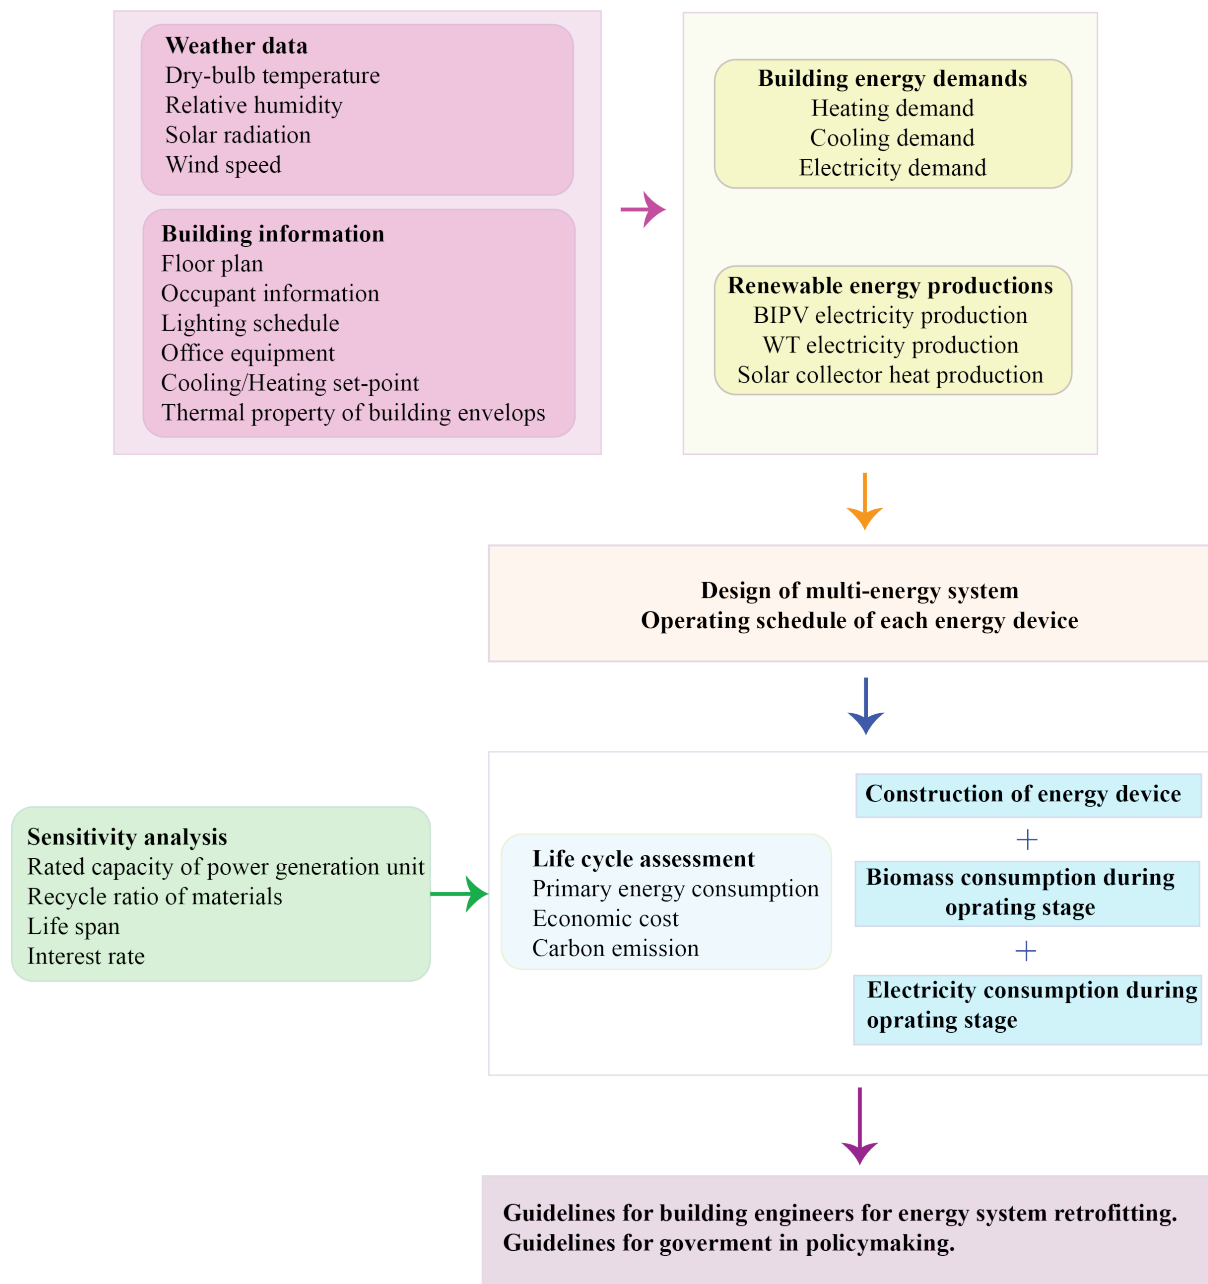 Weather data
Dry-bulb temperature
Relative humidity
Solar radiation
Wind speed
Building information
Floor plan
Occupant information
Lighting schedule
Office equipment
Cooling/Heating set-point
Thermal property of building envelops
Building energy demands
Heating demand
Cooling demand
Electricity demand
Renewable energy productions
BIPV electricity production
WT electricity production
Solar collector heat production
Design of multi-energy system
Operating schedule of each energy device
Sensitivity analysis
Rated capacity of power generation unit
Recycle ratio of materials
Life span
Interest rate
Life cycle assessment
Primary energy consumption
Economic cost
Carbon emission
Construction of energy device
+
Biomass consumption during
oprating stage
+
Electricity consumption during
oprating stage
Guidelines for building engineers for energy system retrofitting.
Guidelines for goverment in policymaking.